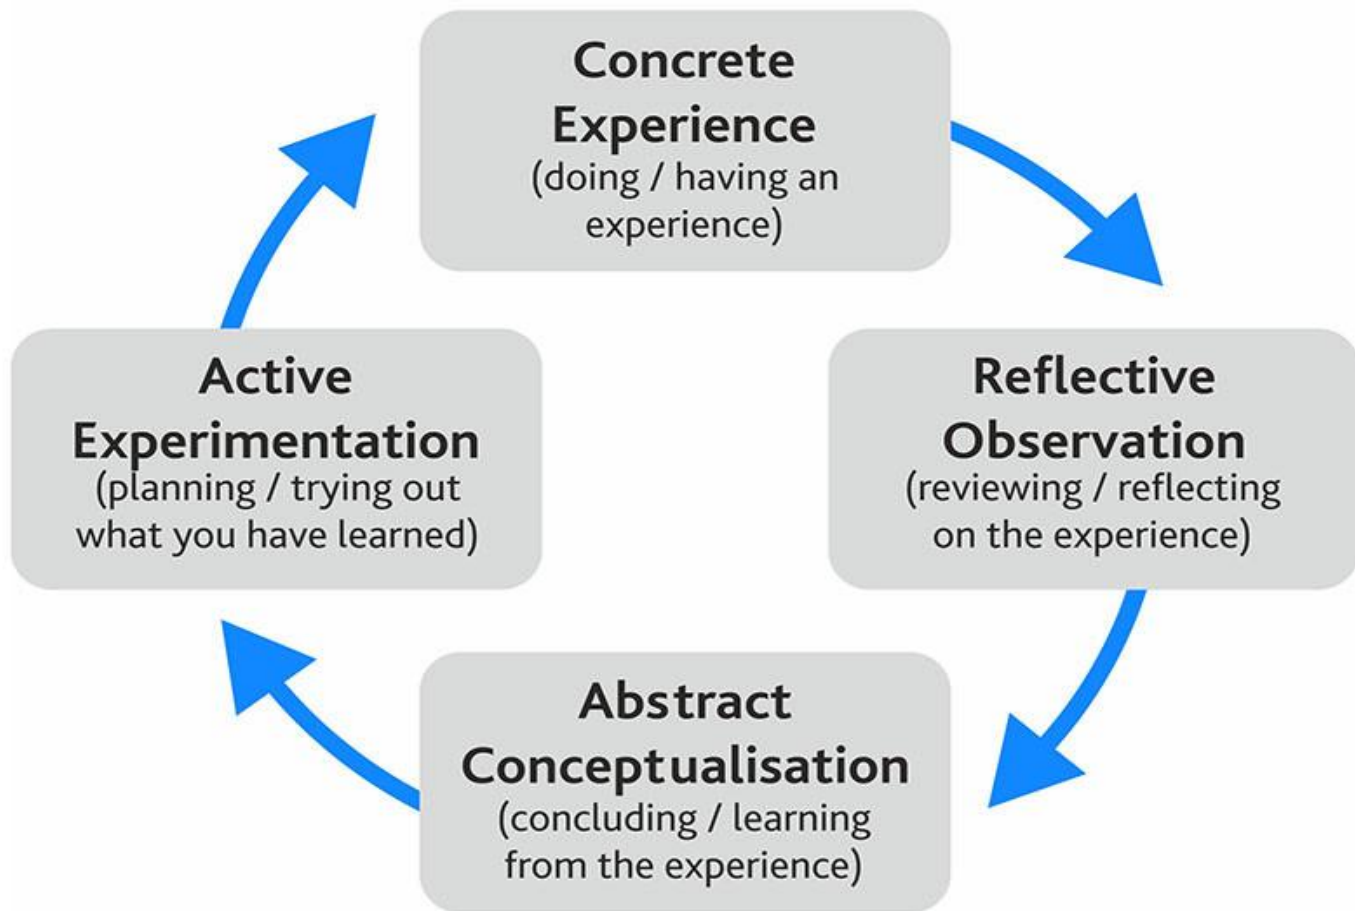 Concrete
Experience
(doing / having an
experience)
Reflective
Observation
(reviewing / reflecting
on the experience)
Abstract
Conceptualisation
(concluding / learning
from the experience)
Active
Experimentation
(planning / trying out
what you have learned)